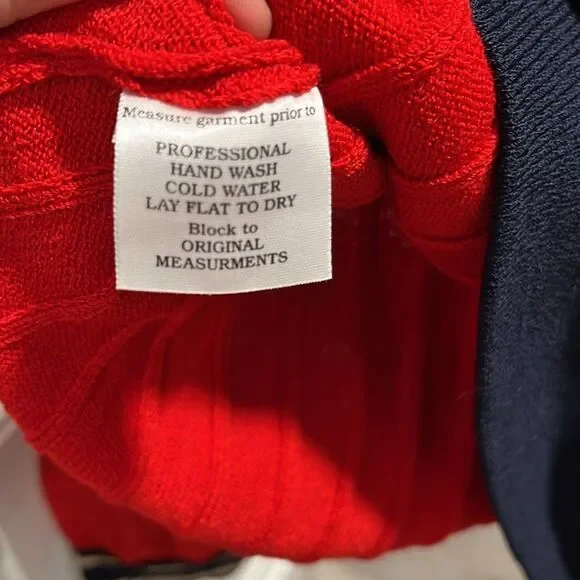 Measure garment prior to
PROFESSIONAL
HAND WASH
COLD WATER
LAY FLAT TO DRY
Block to
ORIGINAL
MEASURMENTS